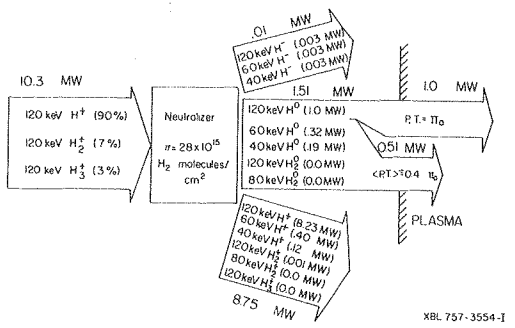 .01 MW
120 keV H⁻ (.003 MW)
60 keV H⁻ (.003 MW)
40 keV H⁻ (.003 MW)
10.3 MW
120 keV H⁺ (90%)
120 keV H₂⁺ (7%)
120 keV H₃⁺ (3%)
Neutralizer
π = 28 x 10¹⁵
H₂ molecules/
cm²
1.51 MW
120 keV H⁰ (1.0 MW)
60 keV H⁰ (.32 MW)
40 keV H⁰ (.19 MW)
120 keV H₂⁰ (0.0 MW)
80 keV H₂⁰ (0.0 MW)
1.0 MW
P.T. = π₀
0.51 MW
<P.T.> ≅ 0.4 π₀
PLASMA
120 keV H⁺ (8.23 MW)
60 keV H⁺ (.40 MW)
40 keV H⁺ (.12 MW)
120 keV H₂⁺ (.001 MW)
80 keV H₂⁺ (0.0 MW)
120 keV H₃⁺ (0.0 MW)
8.75 MW
XBL 757-3554-I